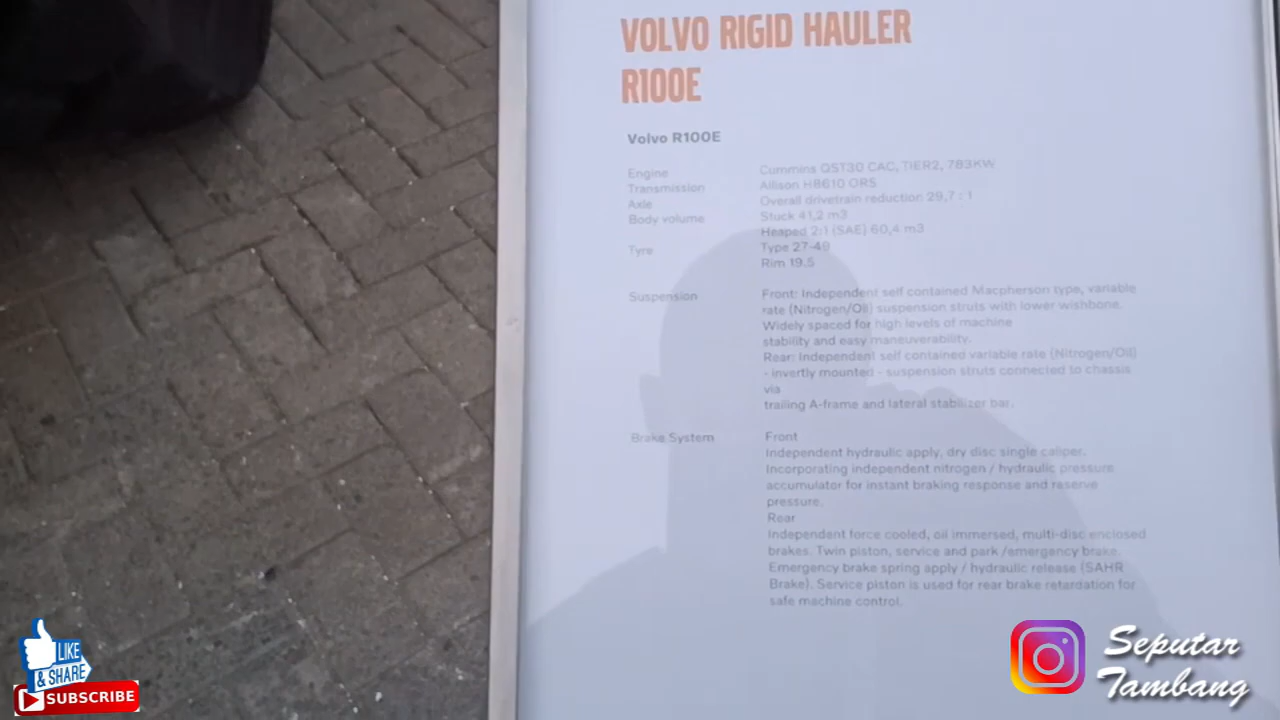 VOLVO RIGID HAULER
R100E
Volvo R100E
Engine Cummins QST30 CAC, TIER2, 783KW
Transmission Allison H8610 ORS
Axle Overall drivetrain reduction 29,7 : 1
Body volume Stuck 41,2 m3
Heaped 2:1 (SAE) 60,4 m3
Tyre Type 27-49
Rim 19.5
Suspension Front: Independent self contained Macpherson type, variable
rate (Nitrogen/Oil) suspension struts with lower wishbone.
Widely spaced for high levels of machine
stability and easy maneuverability.
Rear: Independent self contained variable rate (Nitrogen/Oil)
- invertly mounted - suspension struts connected to chassis
via
trailing A-frame and lateral stabilizer bar.
Brake System Front
Independent hydraulic apply, dry disc single caliper.
Incorporating independent nitrogen / hydraulic pressure
accumulator for instant braking response and reserve
pressure.
Rear
Independent force cooled, oil immersed, multi-disc enclosed
brakes. Twin piston, service and park /emergency brake.
Emergency brake spring apply / hydraulic release (SAHR
Brake). Service piston is used for rear brake retardation for
safe machine control.
LIKE
& SHARE
SUBSCRIBE
Seputar
Tambang